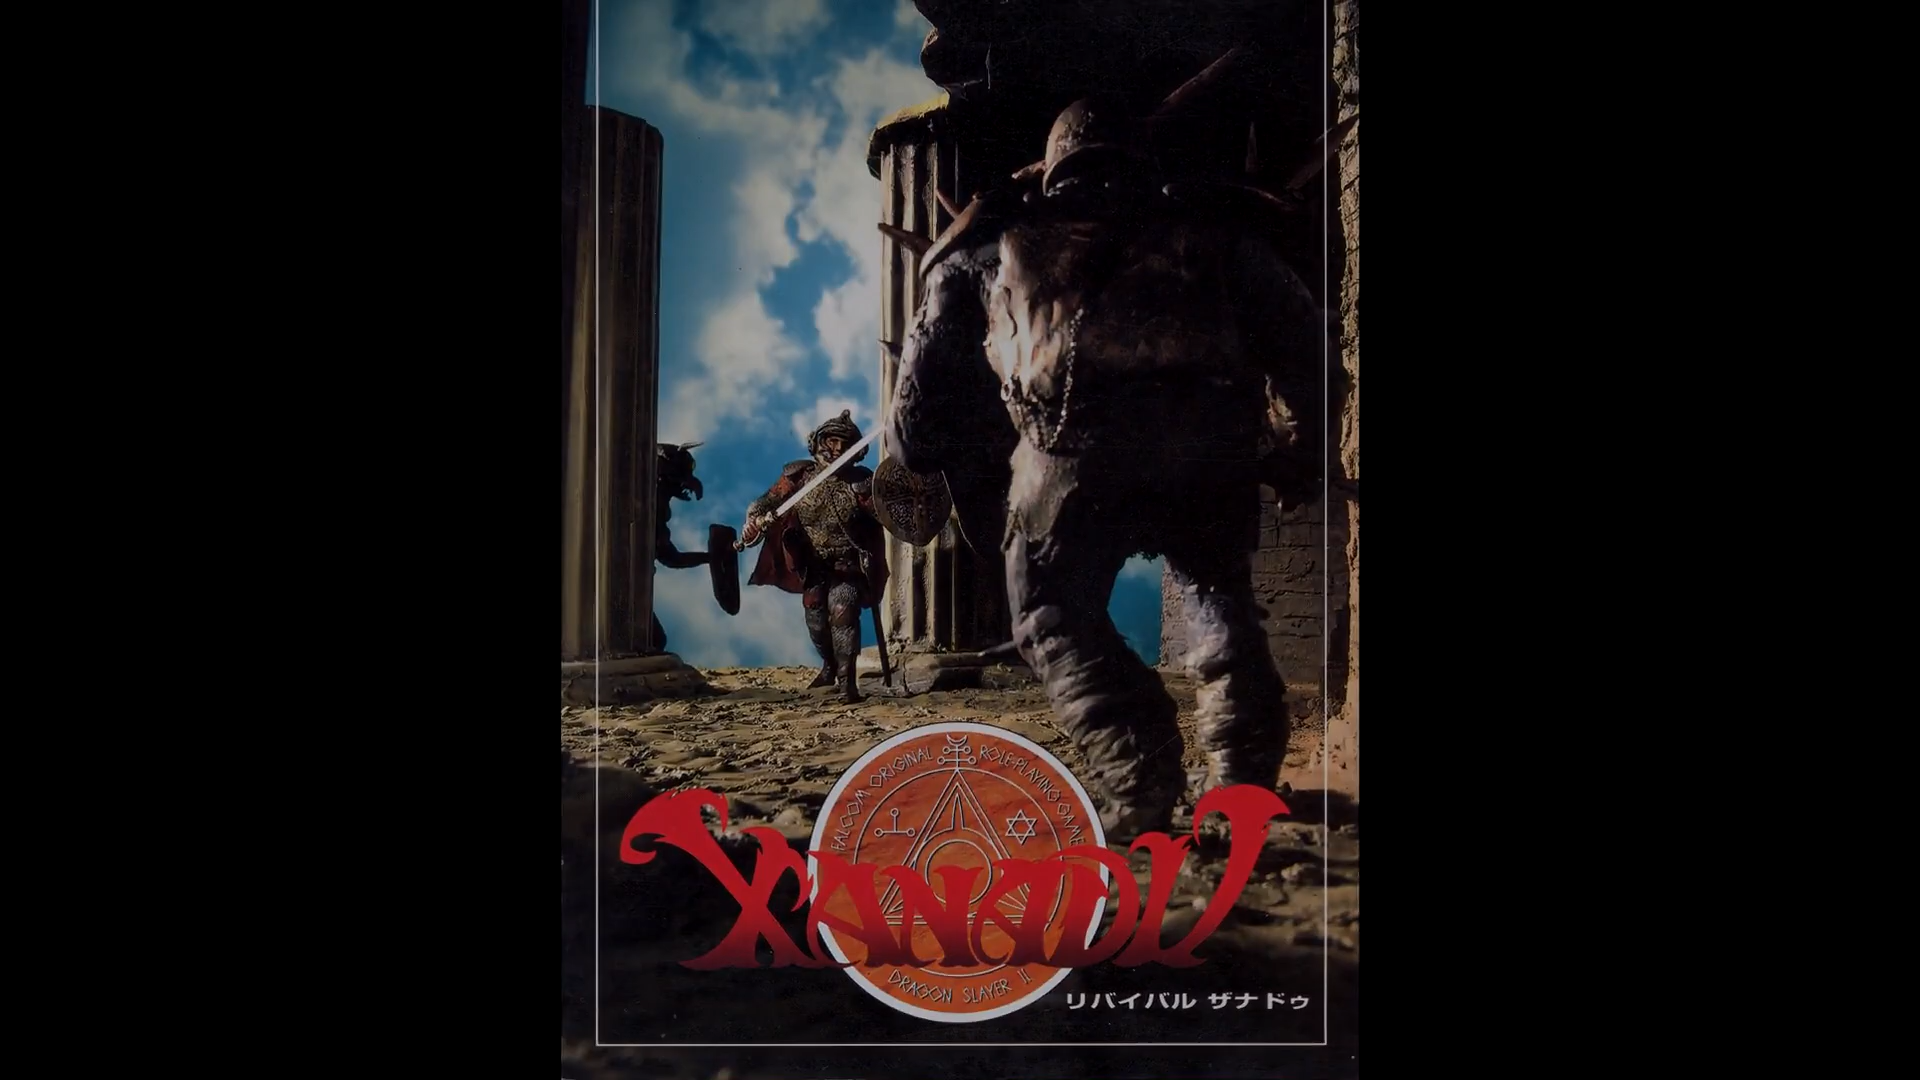 FALCOM ORIGINAL ROLE-PLAYING GAME
XANADU
DRAGON SLAYER II
リバイバル ザナドゥ